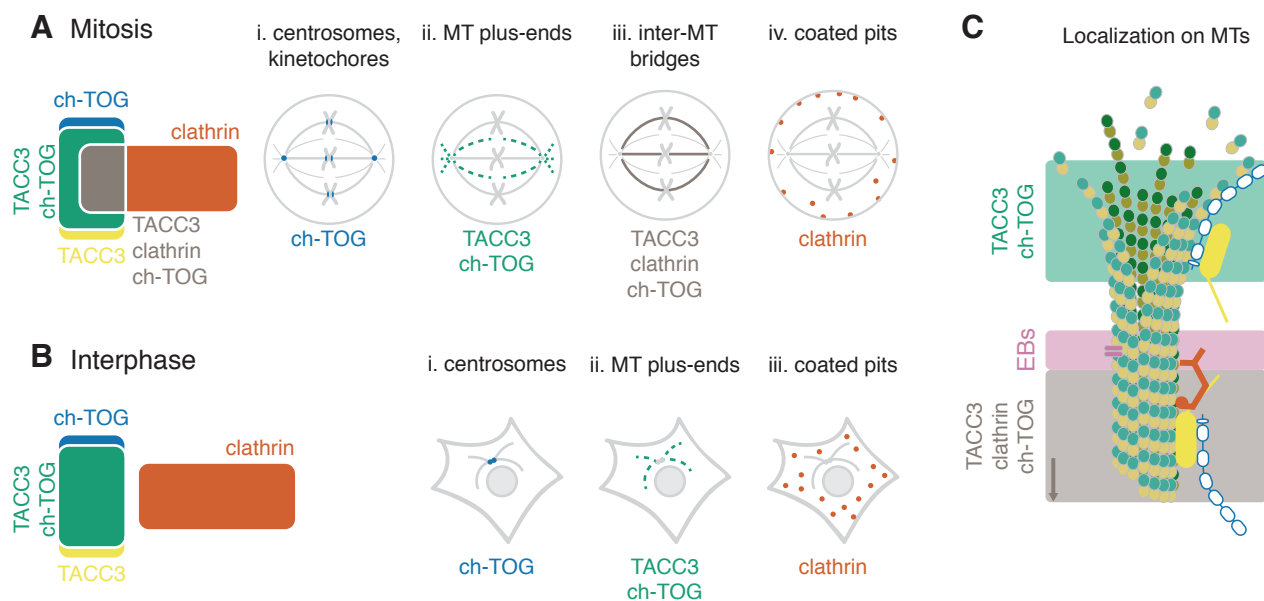 A Mitosis
i. centrosomes,
kinetochores
ii. MT plus-ends
iii. inter-MT
bridges
iv. coated pits
ch-TOG
clathrin
TACC3
ch-TOG
TACC3
TACC3
clathrin
ch-TOG
ch-TOG
TACC3
ch-TOG
TACC3
clathrin
ch-TOG
clathrin
B Interphase
i. centrosomes
ii. MT plus-ends
iii. coated pits
ch-TOG
clathrin
TACC3
ch-TOG
TACC3
ch-TOG
TACC3
ch-TOG
clathrin
C
Localization on MTs
TACC3
ch-TOG
EBs
TACC3
clathrin
ch-TOG